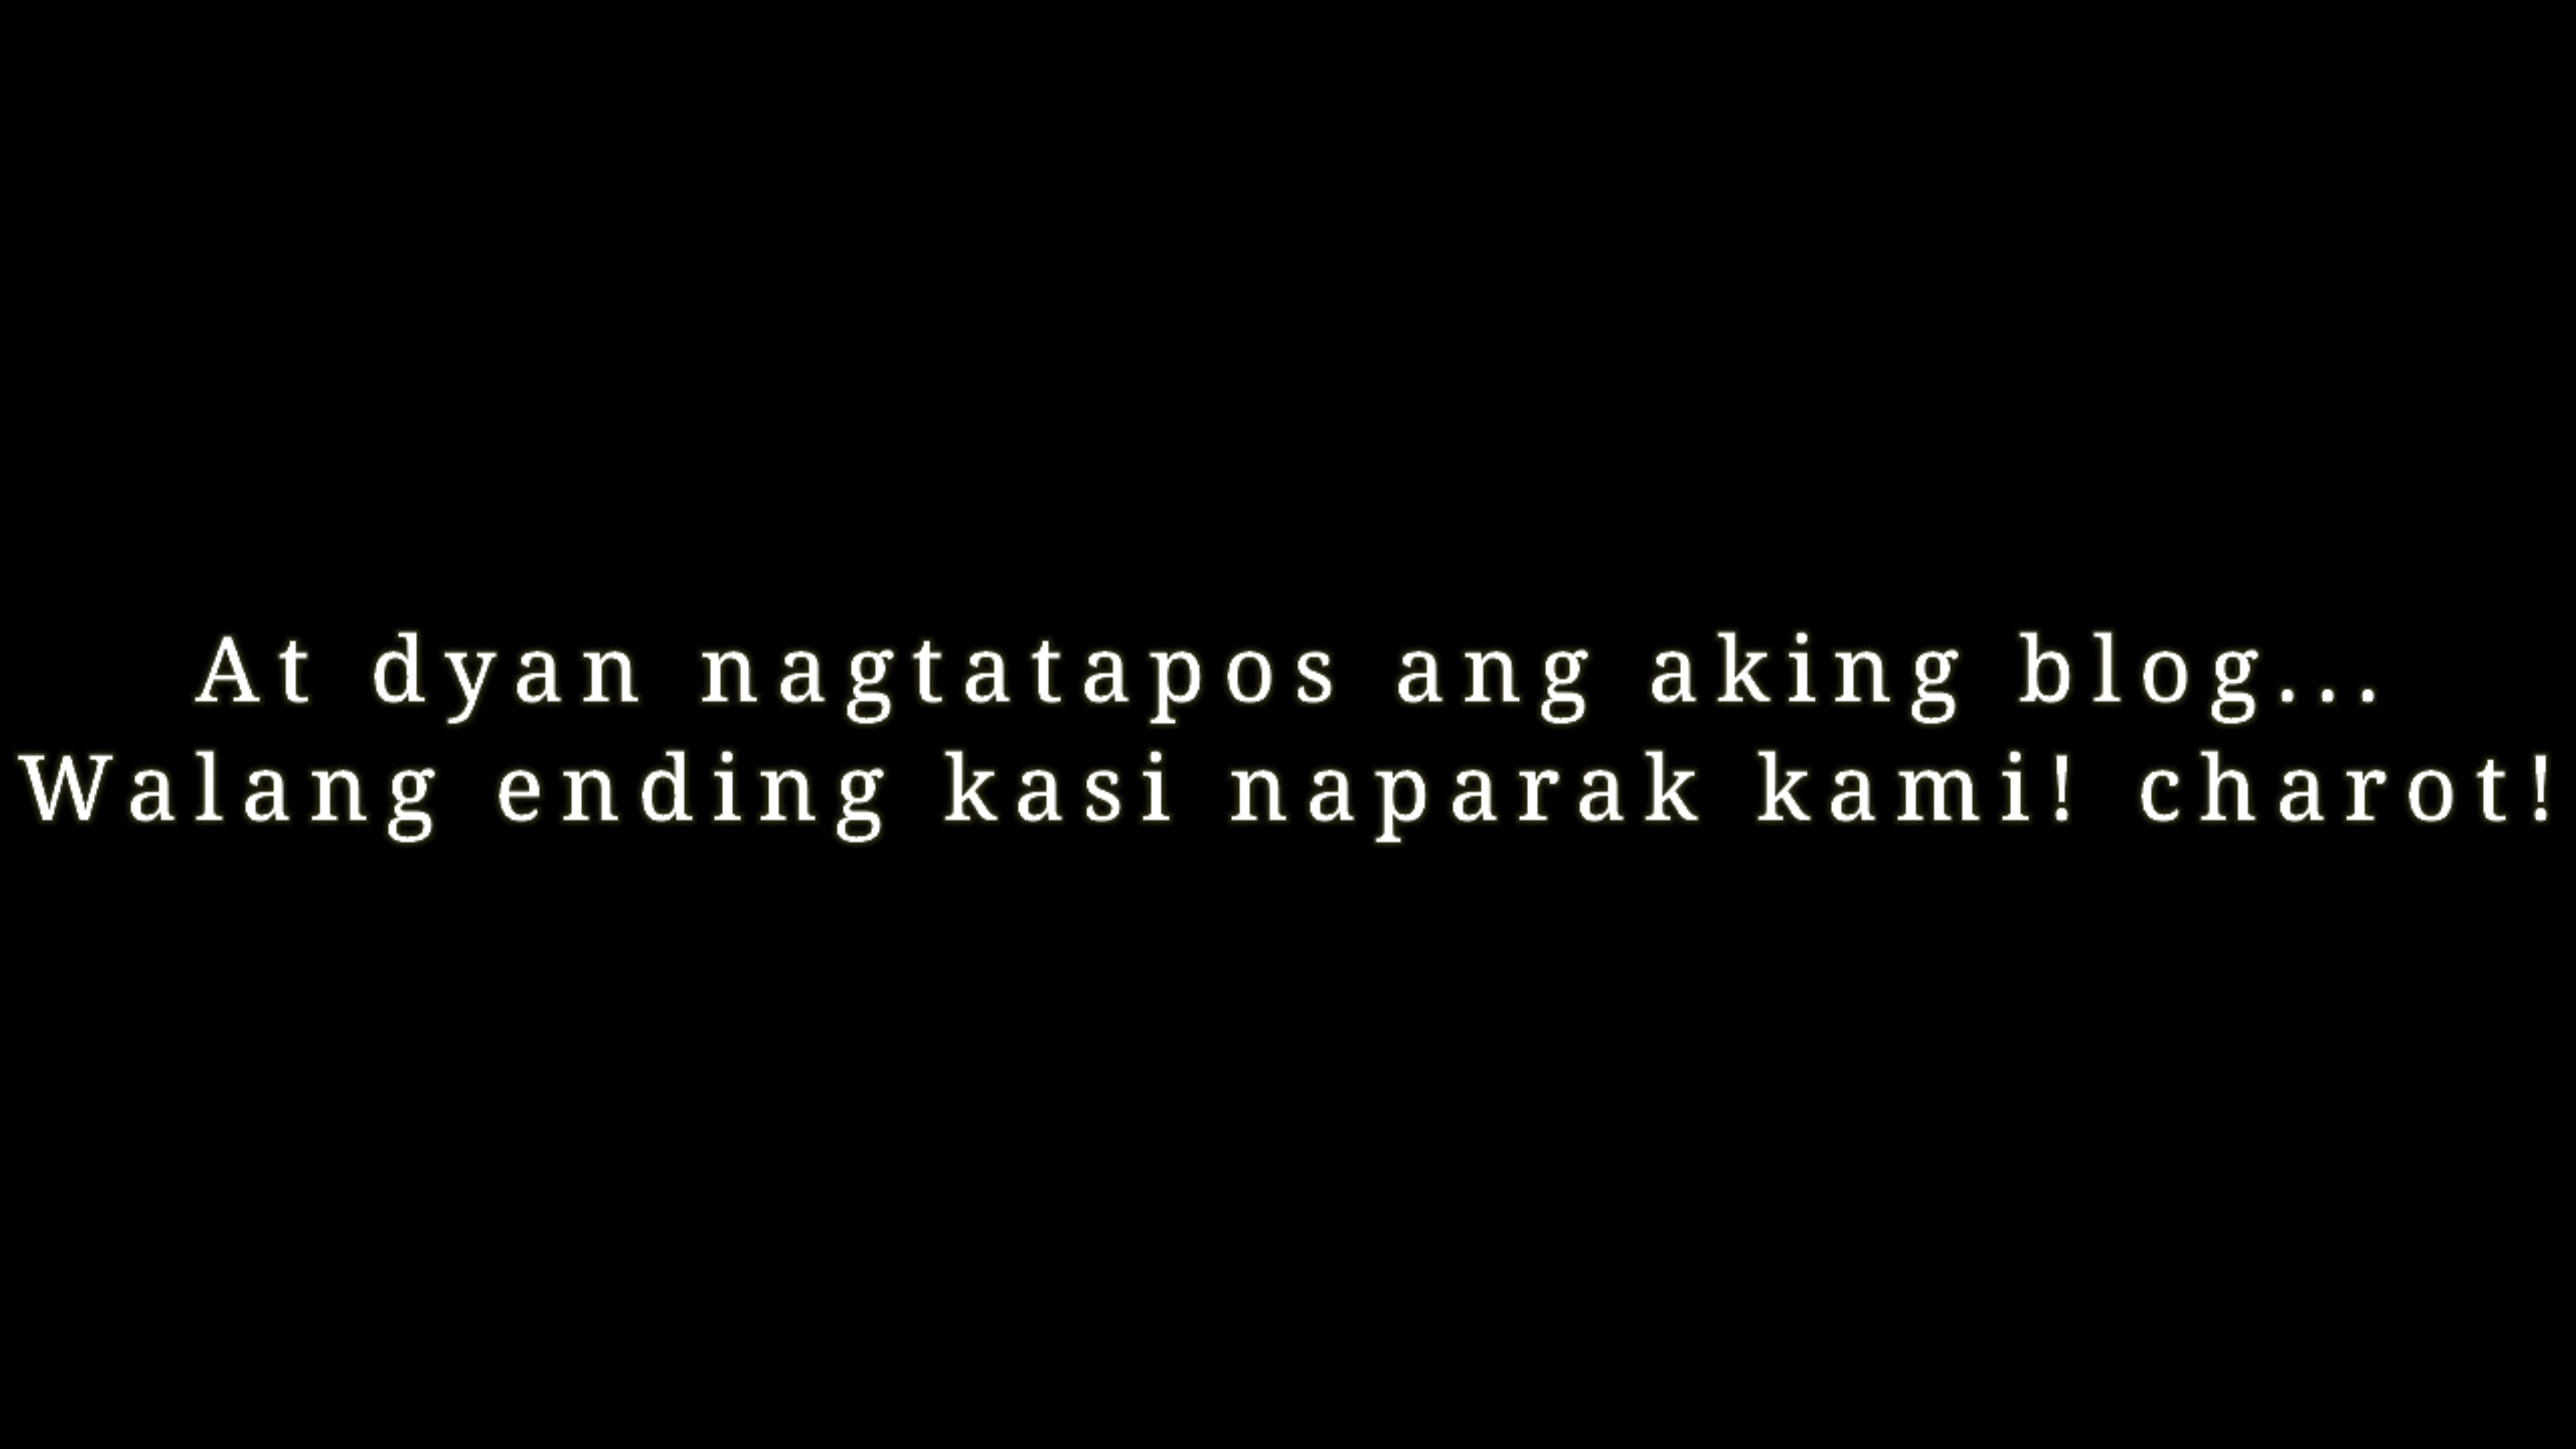 At dyan nagtatapos ang aking blog...
Walang ending kasi naparak kami! charot!